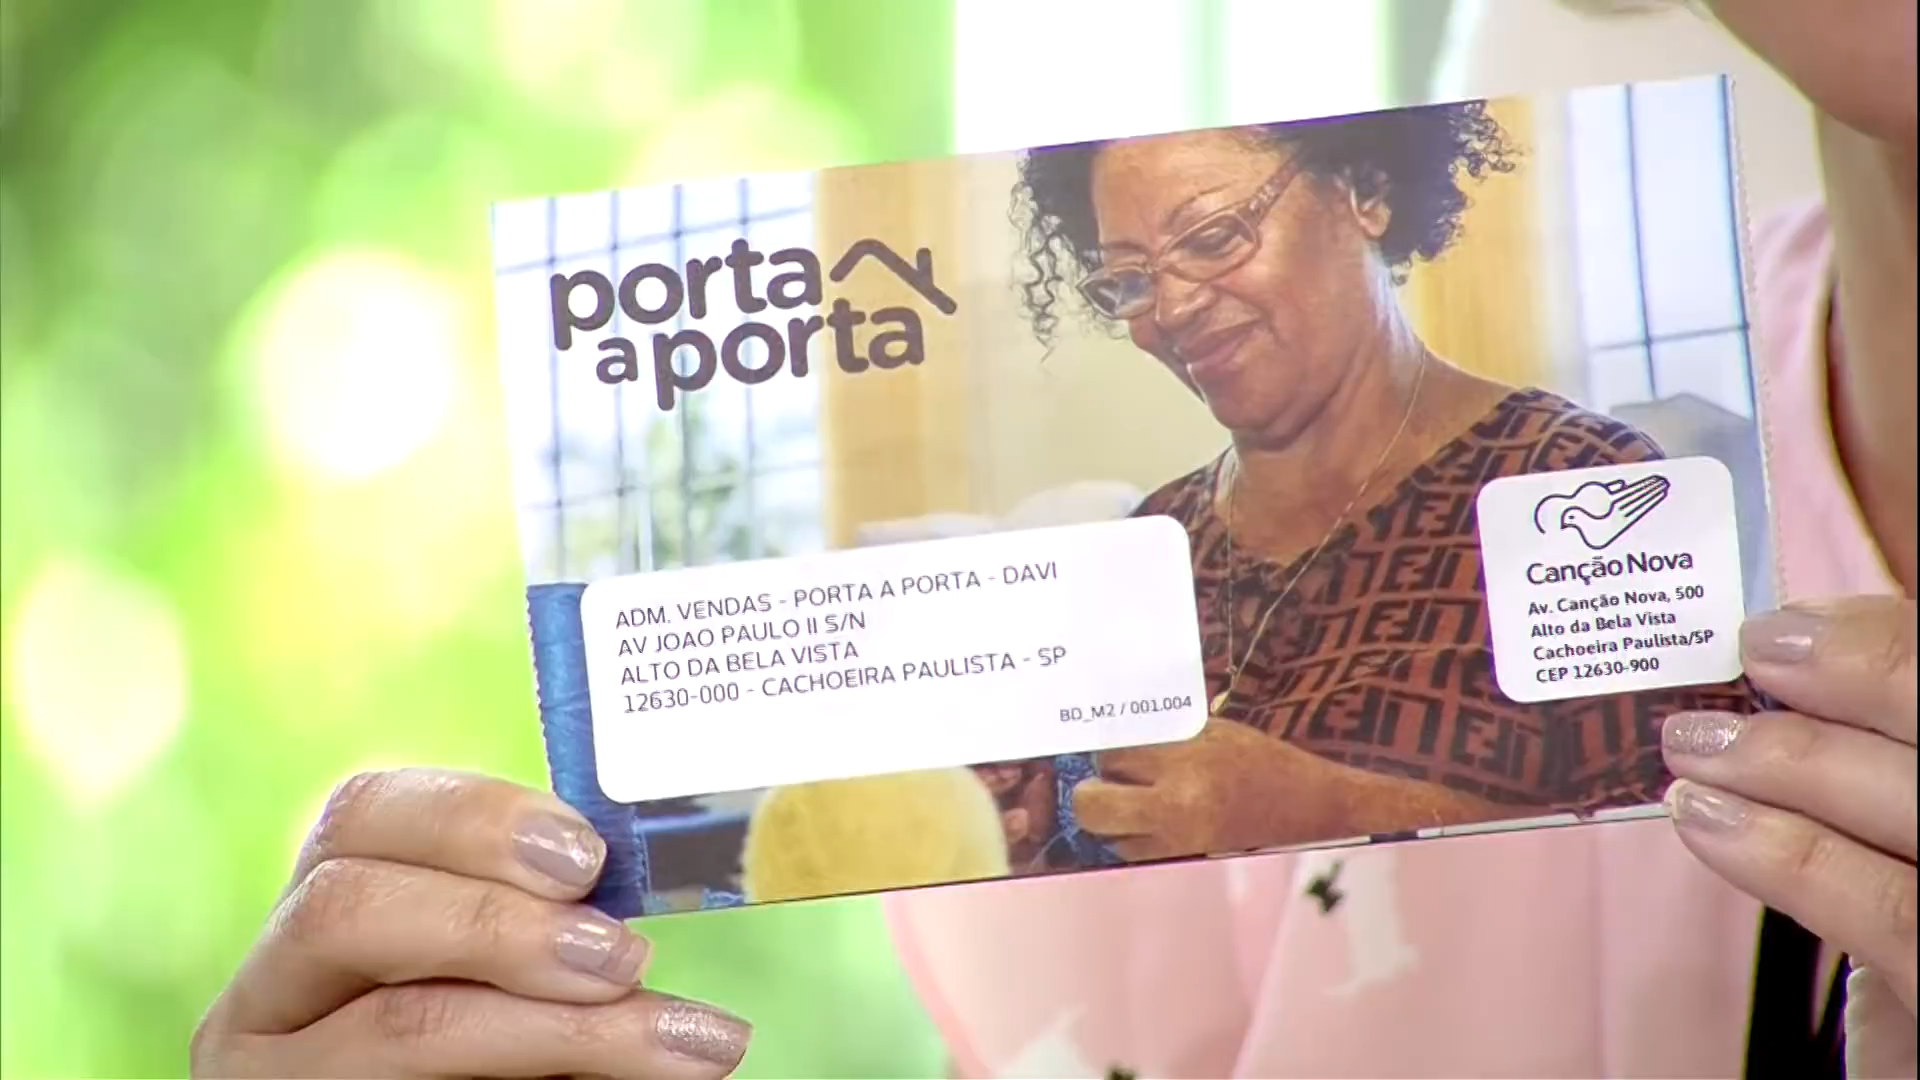 porta
a porta
ADM. VENDAS - PORTA A PORTA - DAVI
AV JOAO PAULO II S/N
ALTO DA BELA VISTA
12630-000 - CACHOEIRA PAULISTA - SP
BD_M2 / 001.004
Canção Nova
Av. Canção Nova, 500
Alto da Bela Vista
Cachoeira Paulista/SP
CEP 12630-900